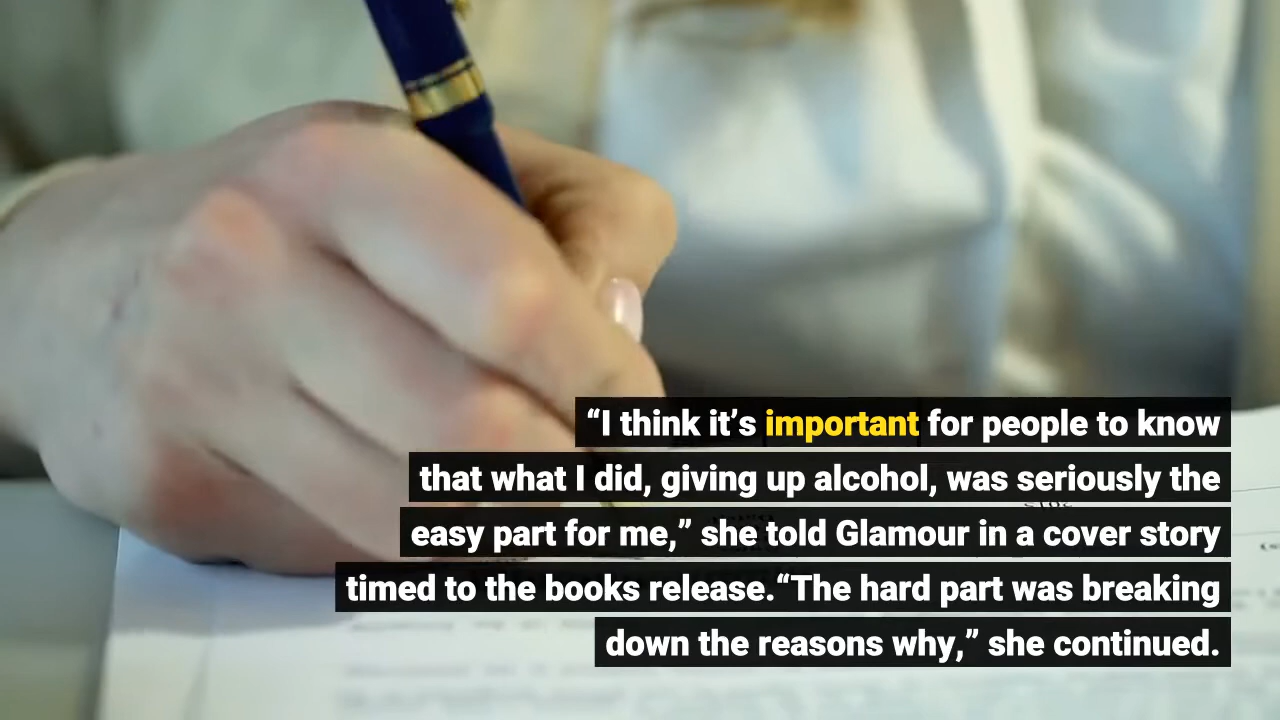 “I think it’s important for people to know
that what I did, giving up alcohol, was seriously the
easy part for me,” she told Glamour in a cover story
timed to the books release.“The hard part was breaking
down the reasons why,” she continued.